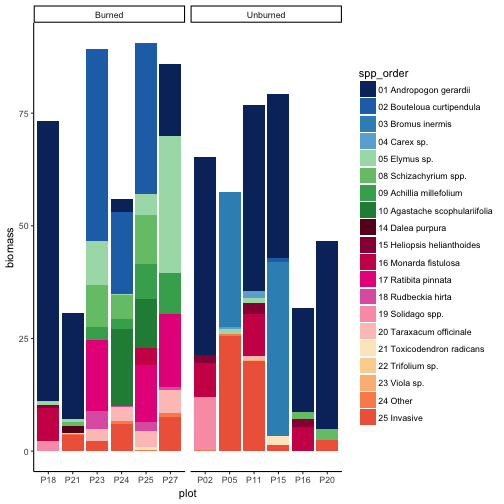 Burned Unburned
biomass
75
50
25
0
P18 P21 P23 P24 P25 P27 P02 P05 P11 P15 P16 P20
plot
spp_order
01 Andropogon gerardii
02 Bouteloua curtipendula
03 Bromus inermis
04 Carex sp.
05 Elymus sp.
08 Schizachyrium spp.
09 Achillia millefolium
10 Agastache scophulariifolia
14 Dalea purpura
15 Heliopsis helianthoides
16 Monarda fistulosa
17 Ratibita pinnata
18 Rudbeckia hirta
19 Solidago spp.
20 Taraxacum officinale
21 Toxicodendron radicans
22 Trifolium sp.
23 Viola sp.
24 Other
25 Invasive